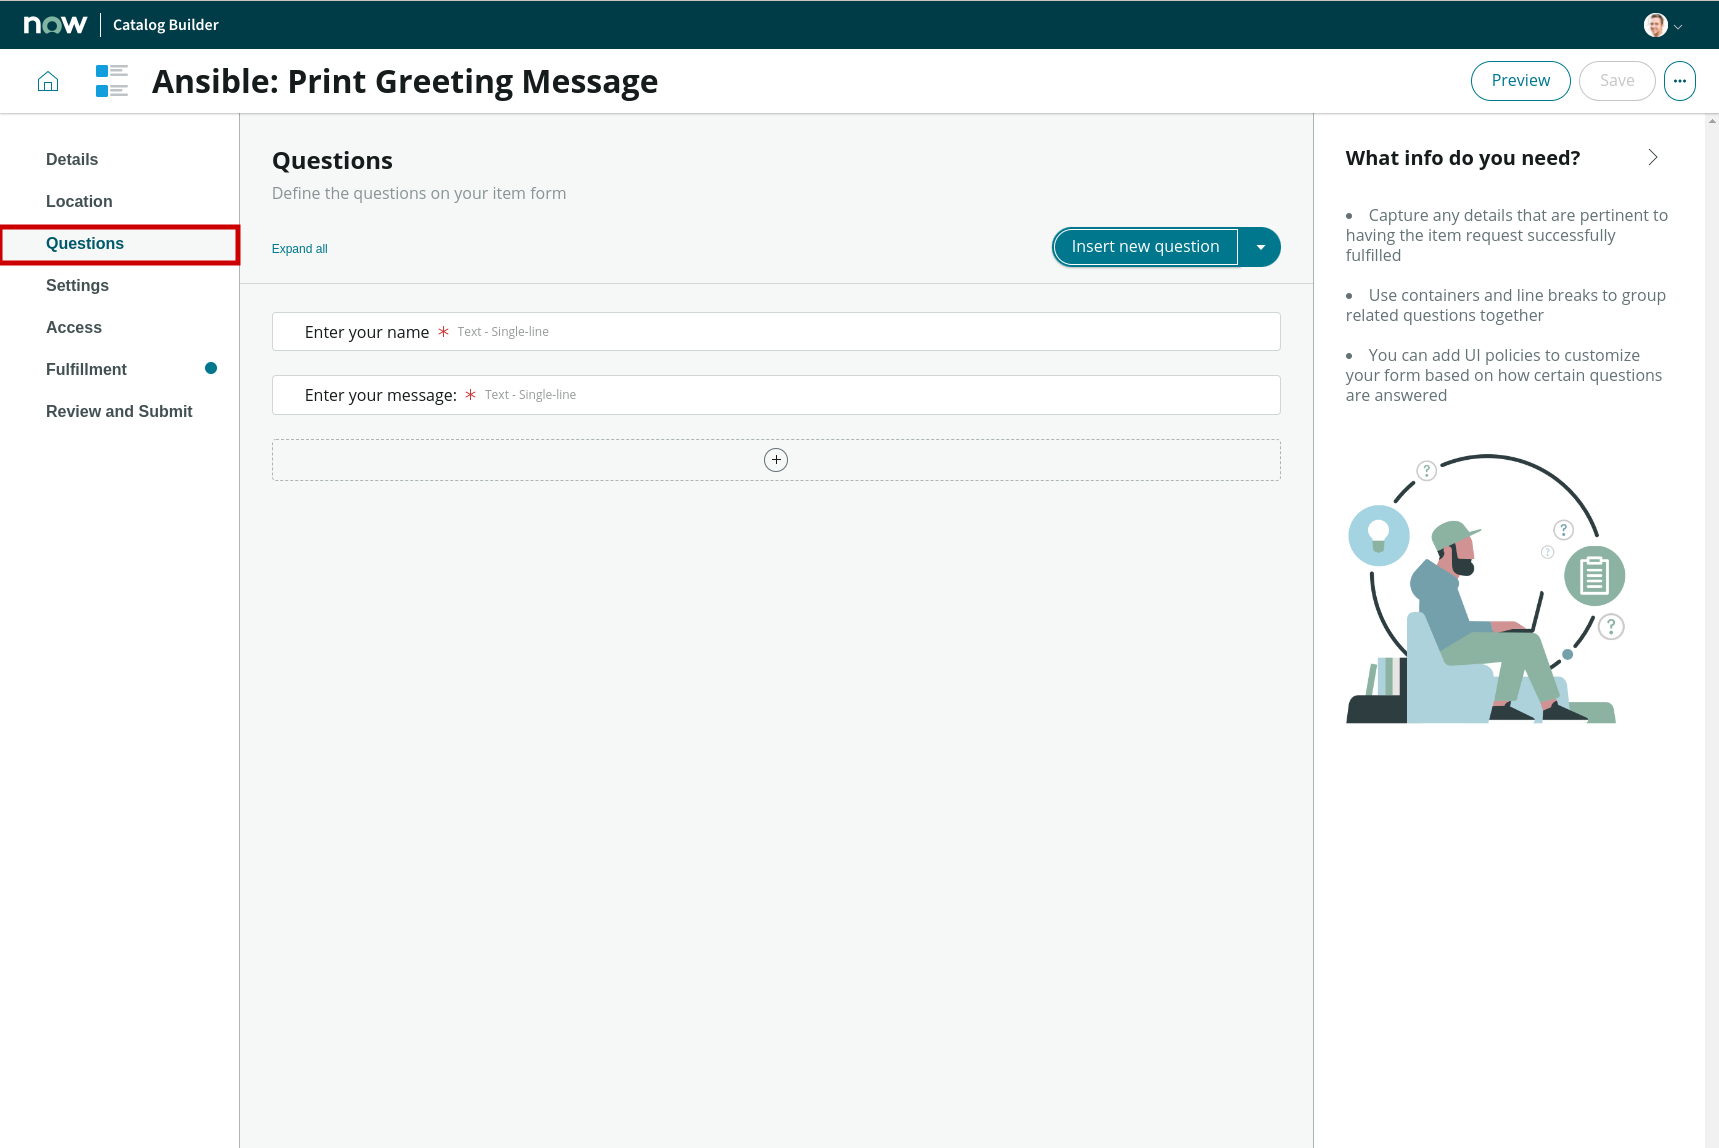 now Catalog Builder
Ansible: Print Greeting Message
Preview
Save
Details
Location
Questions
Settings
Access
Fulfillment
Review and Submit
Questions
Define the questions on your item form
Expand all
Insert new question
Enter your name * Text - Single-line
Enter your message: * Text - Single-line
What info do you need?
• Capture any details that are pertinent to
having the item request successfully
fulfilled
• Use containers and line breaks to group
related questions together
• You can add UI policies to customize
your form based on how certain questions
are answered
?
?
?
?